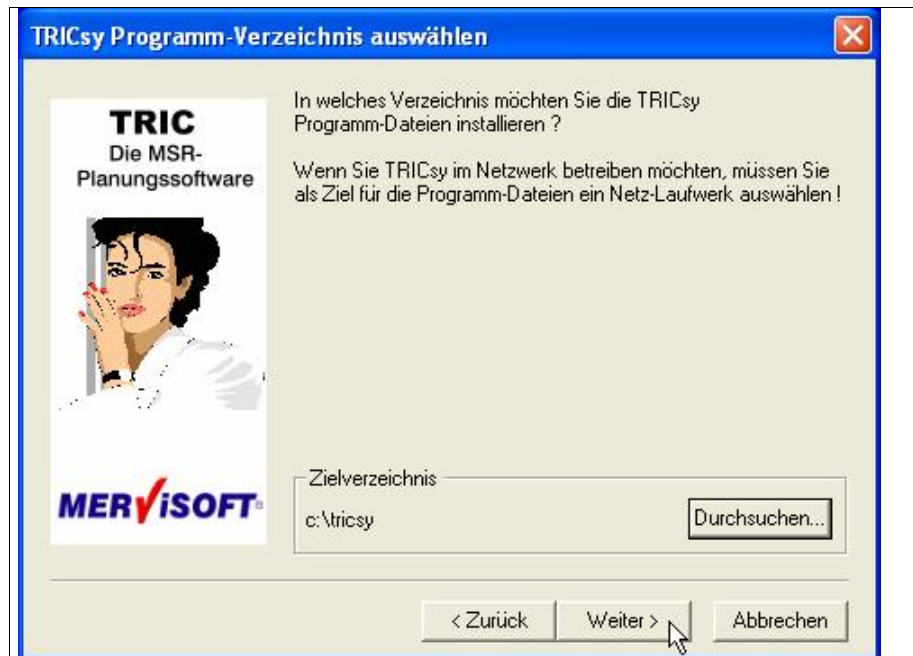 TRICsy Programm-Verzeichnis auswählen
TRIC
Die MSR-
Planungssoftware
MERViSOFT
In welches Verzeichnis möchten Sie die TRICsy
Programm-Dateien installieren ?
Wenn Sie TRICsy im Netzwerk betreiben möchten, müssen Sie
als Ziel für die Programm-Dateien ein Netz-Laufwerk auswählen !
Zielverzeichnis
c:\tricsy
Durchsuchen...
< Zurück
Weiter >
Abbrechen